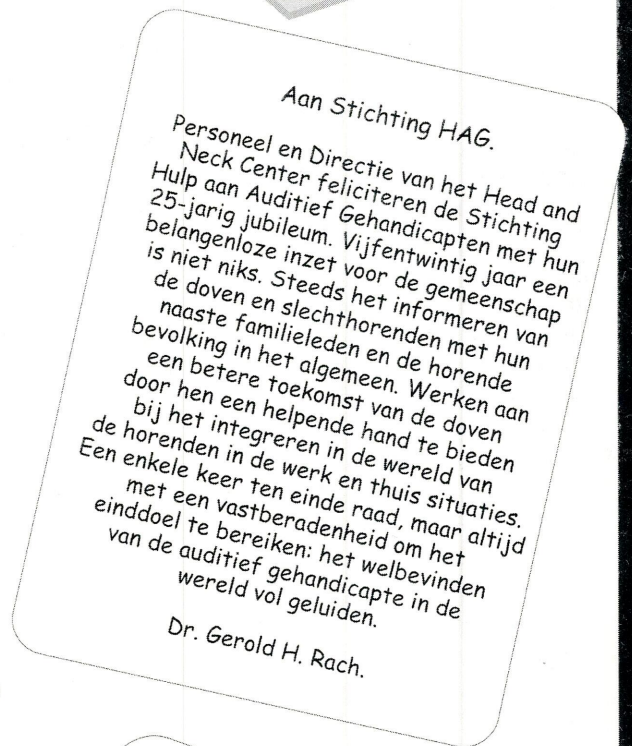 Aan Stichting HAG.
Personeel en Directie van het Head and
Neck Center feliciteren de Stichting
Hulp aan Auditief Gehandicapten met hun
25-jarig jubileum. Vijfentwintig jaar een
belangenloze inzet voor de gemeenschap
is niet niks. Steeds het informeren van
de doven en slechthorenden met hun
naaste familieleden en de horende
bevolking in het algemeen. Werken aan
een betere toekomst van de doven
door hen een helpende hand te bieden
bij het integreren in de wereld van
de horenden in de werk en thuis situaties.
Een enkele keer ten einde raad, maar altijd
met een vastberadenheid om het
einddoel te bereiken: het welbevinden
van de auditief gehandicapte in de
wereld vol geluiden.
Dr. Gerold H. Rach.